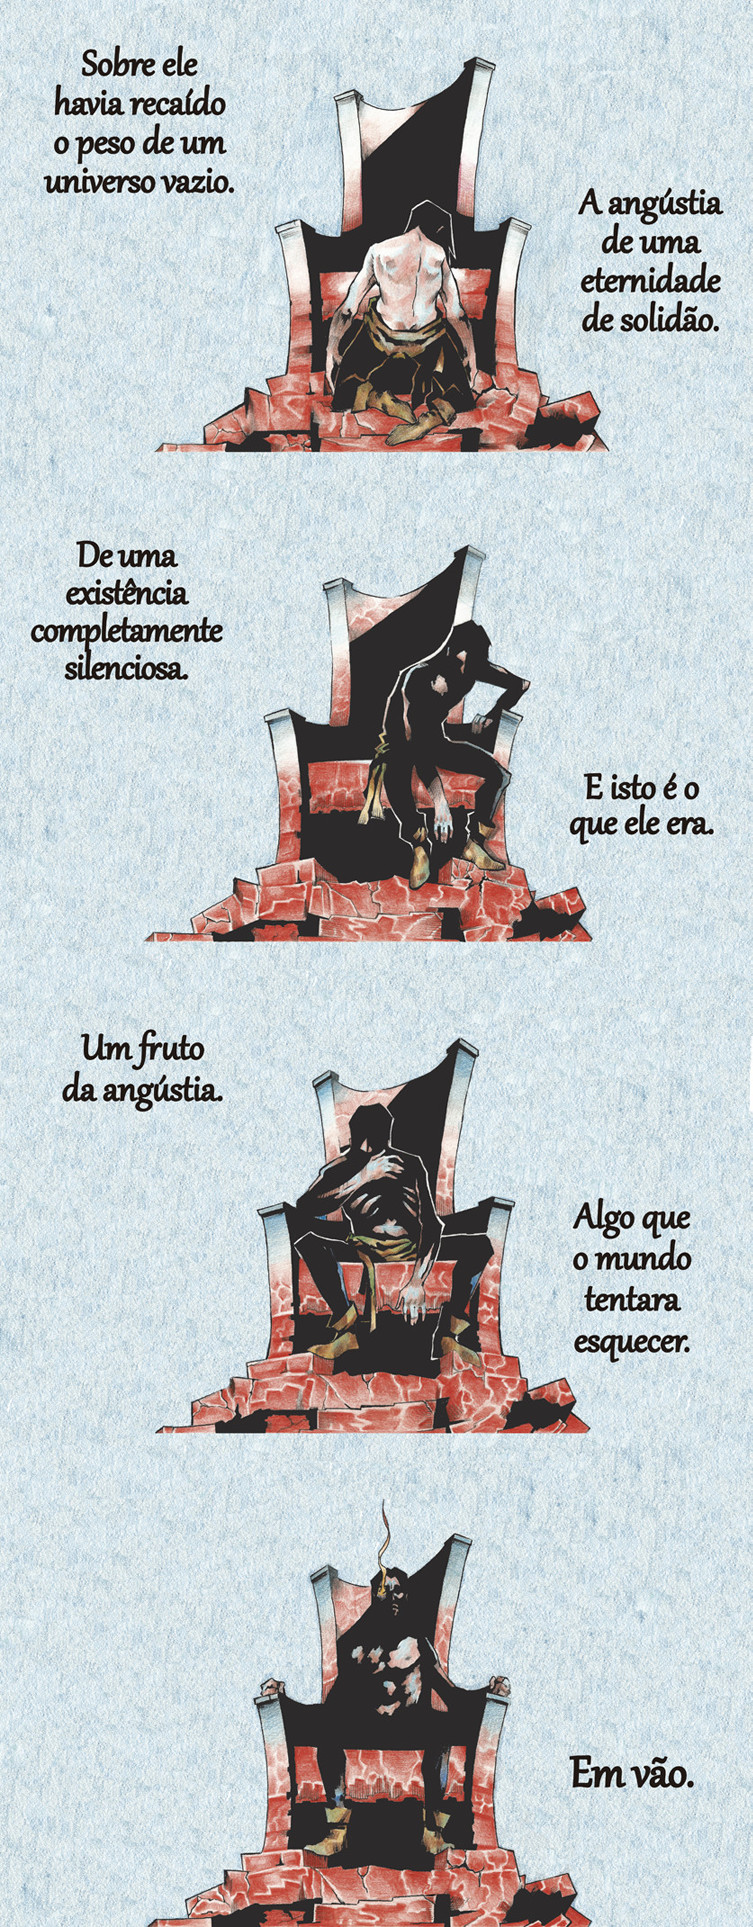 Sobre ele
havia recaído
o peso de um
universo vazio.
A angústia
de uma
eternidade
de solidão.
De uma
existência
completamente
silenciosa.
E isto é o
que ele era.
Um fruto
da angústia.
Algo que
o mundo
tentara
esquecer.
Em vão.